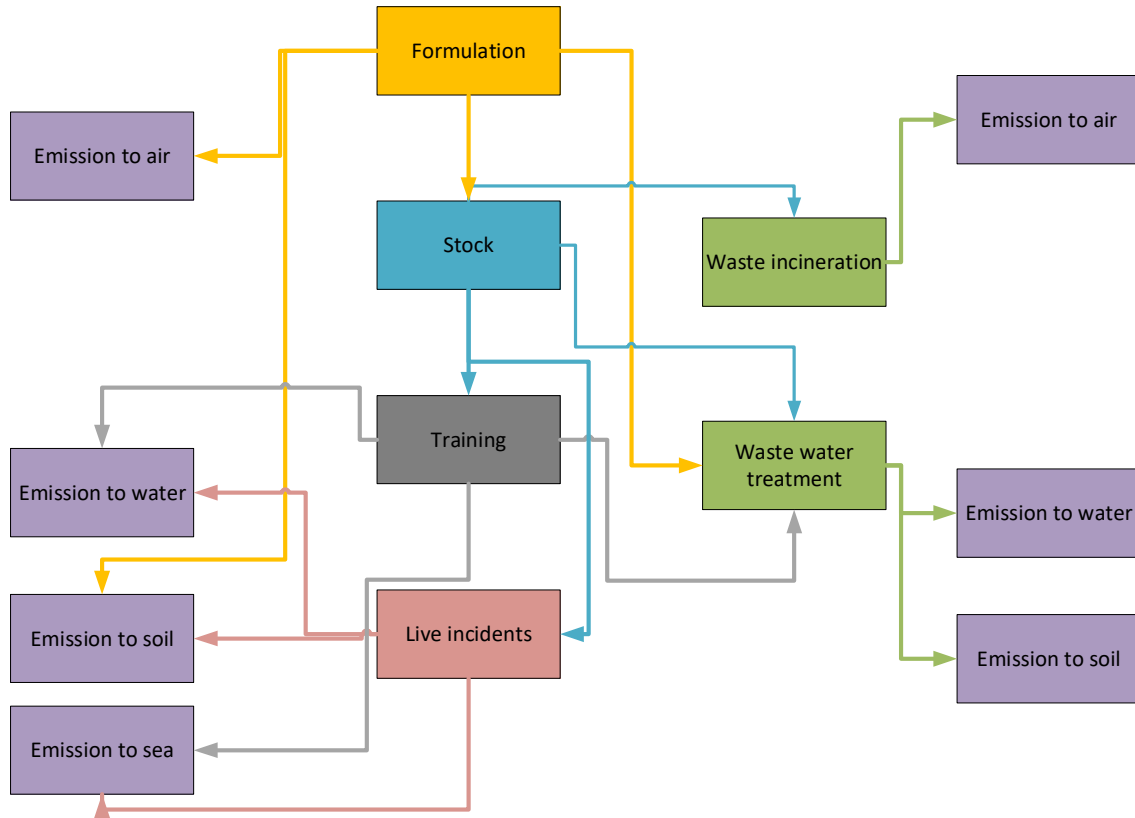 Formulation
Emission to air
Emission to air
Stock
Waste incineration
Training
Waste water
treatment
Emission to water
Emission to water
Emission to soil
Live incidents
Emission to soil
Emission to sea